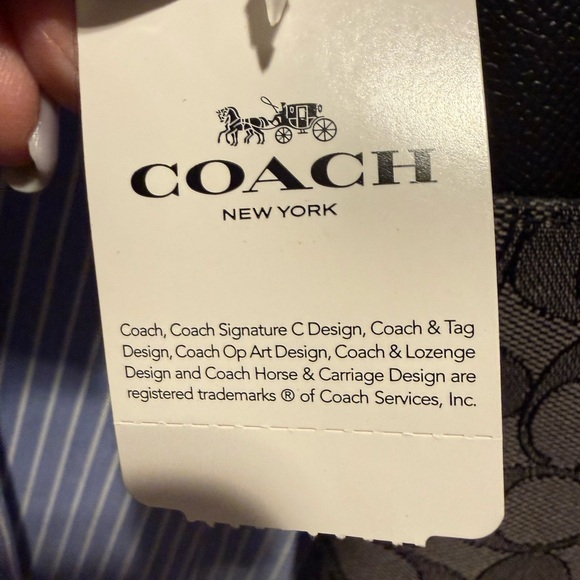 COACH
NEW YORK
Coach, Coach Signature C Design, Coach & Tag
Design, Coach Op Art Design, Coach & Lozenge
Design and Coach Horse & Carriage Design are
registered trademarks ® of Coach Services, Inc.